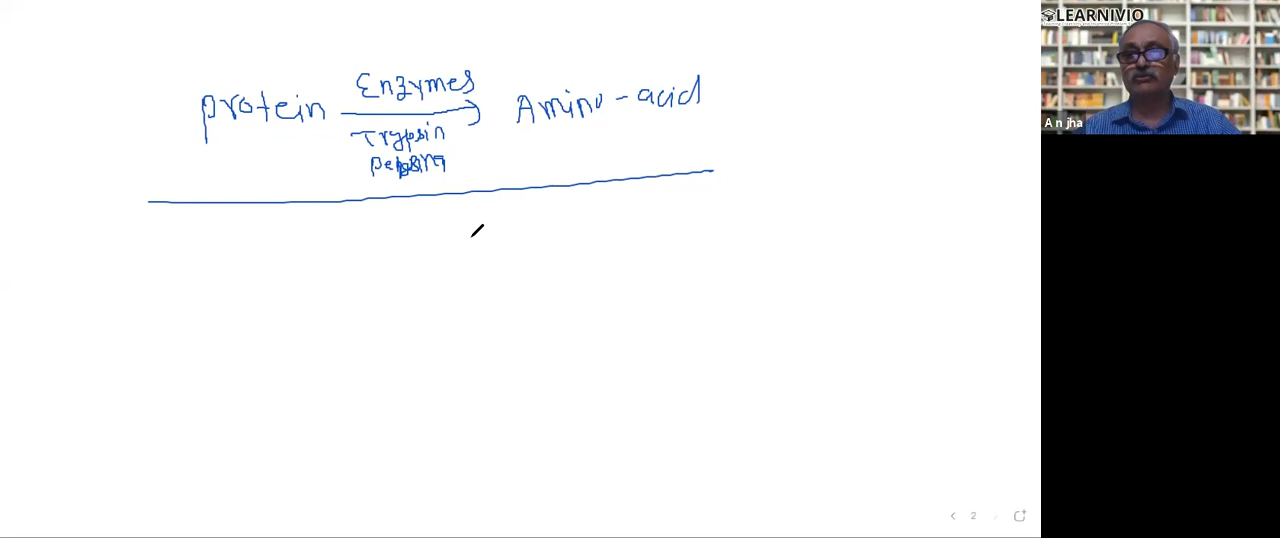 LEARNIVIO
A n jha
Protein Enzymes Amino-acid
Trypsin
Pepsin
2